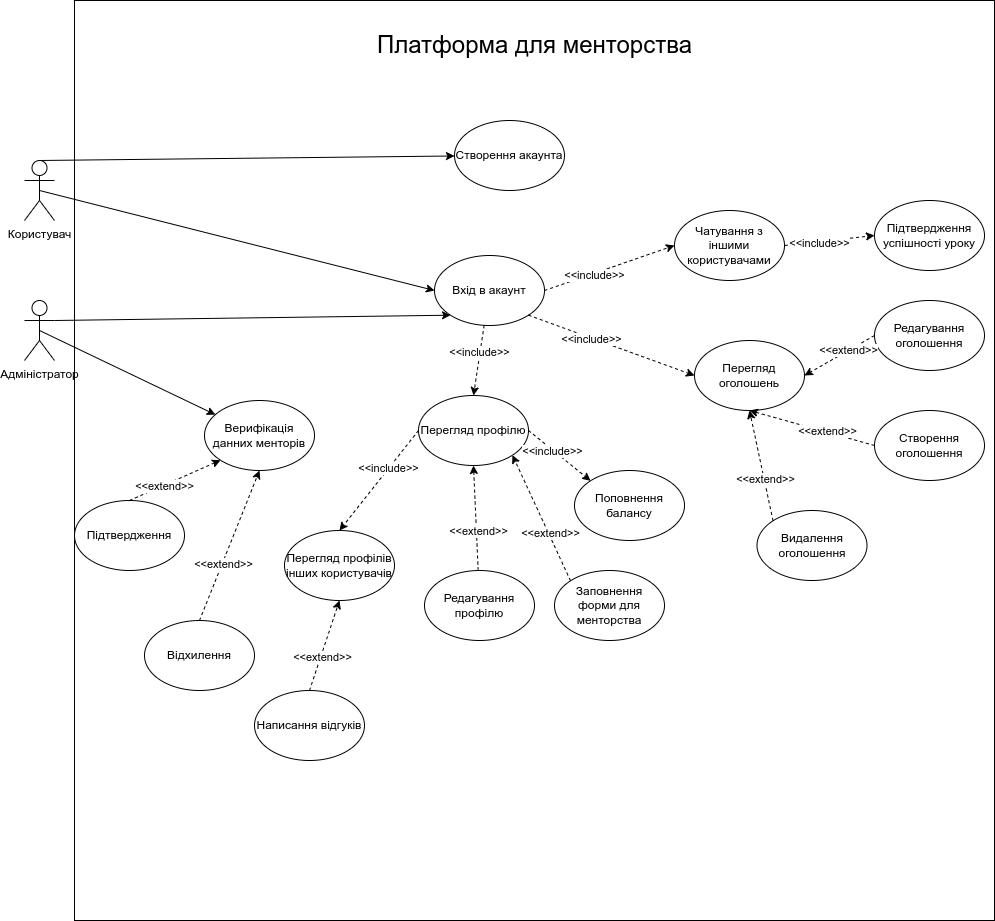 Платформа для менторства
Створення акаунта
Користувач
Чатування з
іншими
користувачами
<<include>>
Підтвердження
успішності уроку
<<include>>
Вхід в акаунт
Адміністратор
<<include>>
<<include>>
Редагування
оголошення
<<extend>>
Перегляд
оголошень
Верифікація
данних менторів
Перегляд профілю
<<extend>>
Створення
оголошення
<<include>>
<<include>>
<<extend>>
<<extend>>
Поповнення
балансу
Підтвердження
<<extend>>
<<extend>>
Видалення
оголошення
<<extend>>
Перегляд профілів
інших користувачів
Редагування
профілю
Заповнення
форми для
менторства
Відхилення
<<extend>>
Написання відгуків